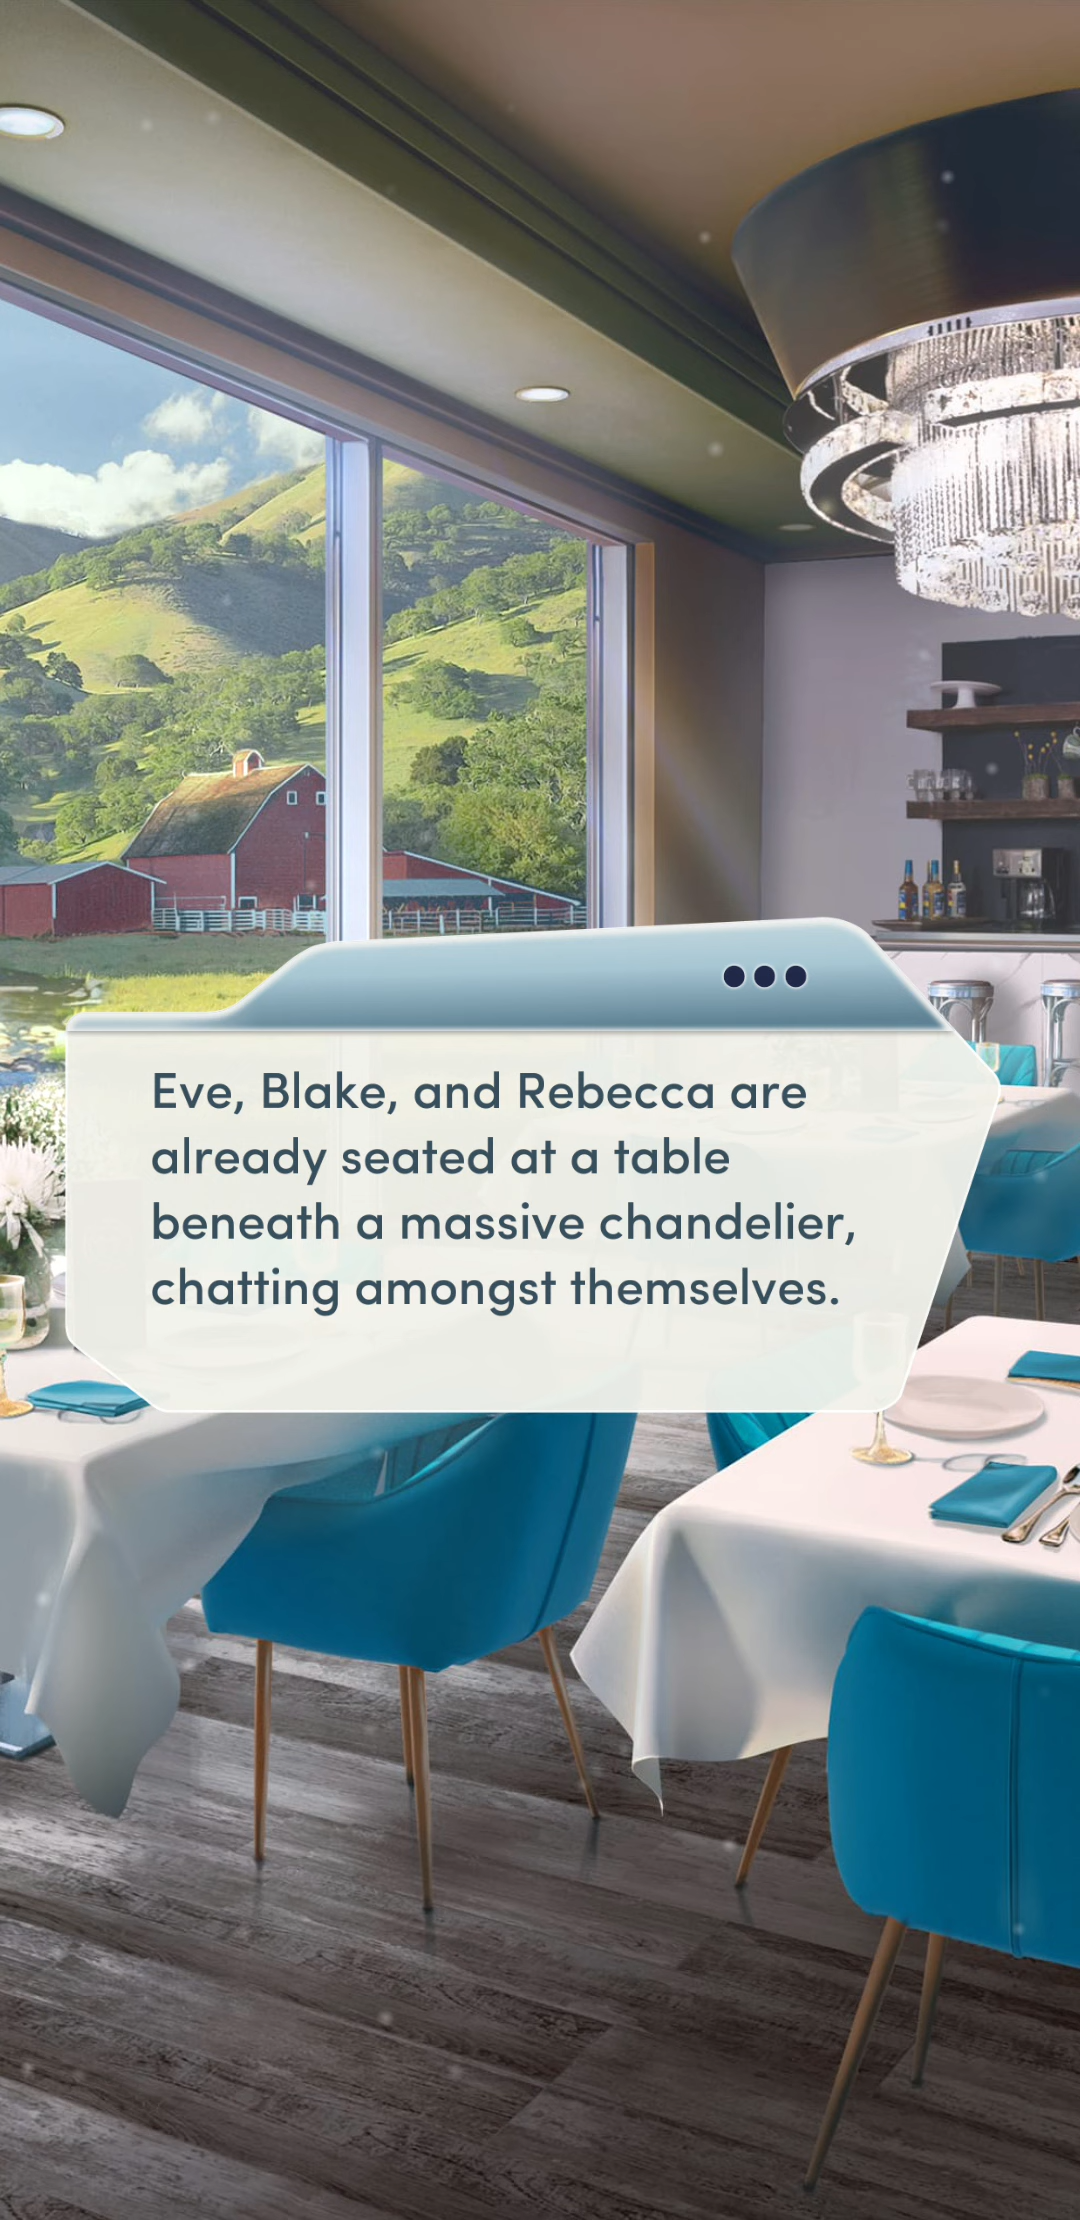 Eve, Blake, and Rebecca are
already seated at a table
beneath a massive chandelier,
chatting amongst themselves.